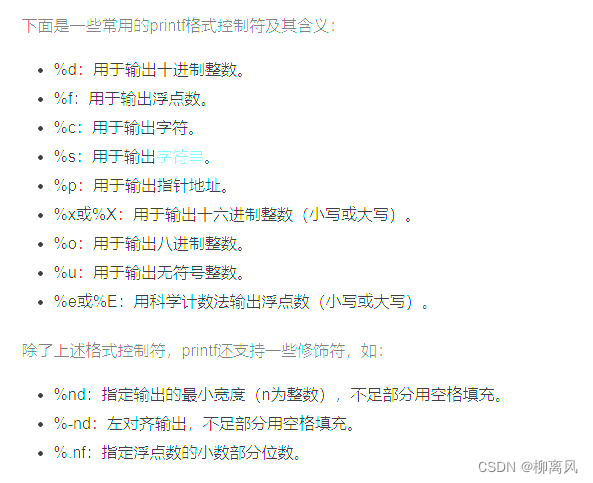 下面是一些常用的printf格式控制符及其含义：
%d：用于输出十进制整数。
%f：用于输出浮点数。
%c：用于输出字符。
%s：用于输出字符串。
%p：用于输出指针地址。
%x或%X：用于输出十六进制整数（小写或大写）。
%o：用于输出八进制整数。
%u：用于输出无符号整数。
%e或%E：用科学计数法输出浮点数（小写或大写）。
除了上述格式控制符，printf还支持一些修饰符，如：
%nd：指定输出的最小宽度（n为整数），不足部分用空格填充。
%-nd：左对齐输出，不足部分用空格填充。
%.nf：指定浮点数的小数部分位数。
CSDN @柳离风